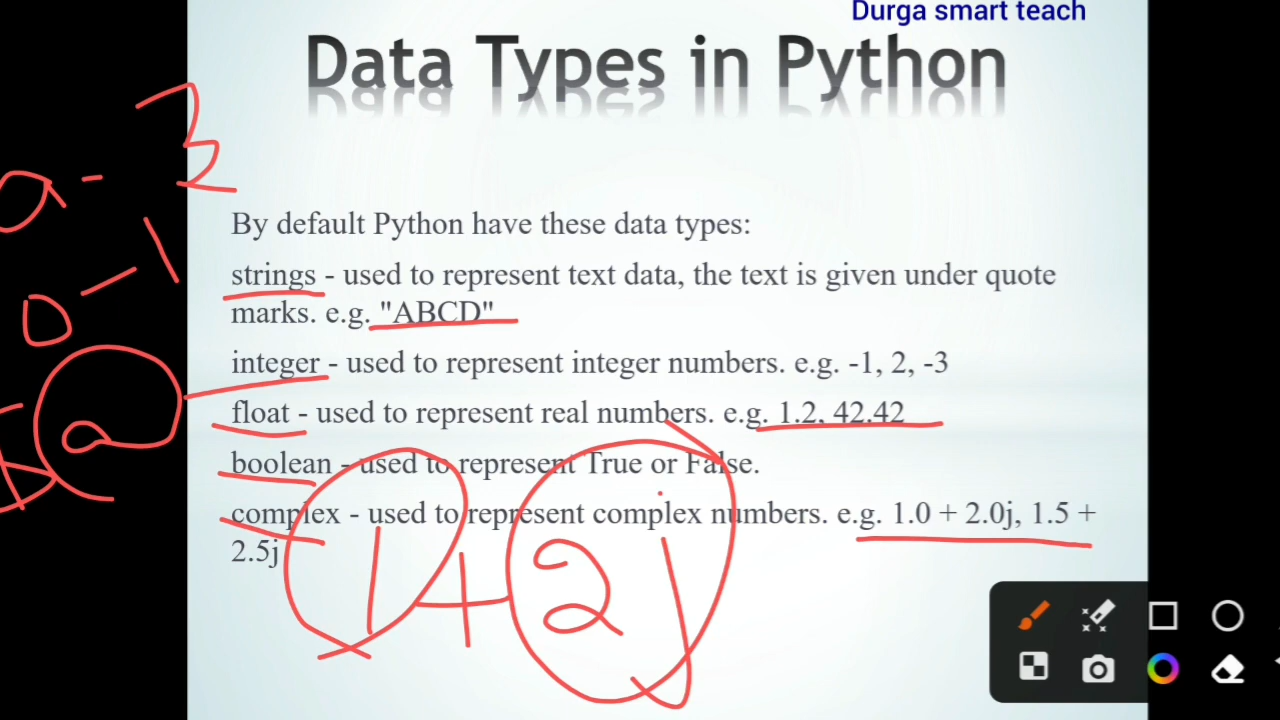 Durga smart teach
Data Types in Python
a - 3
By default Python have these data types:
strings - used to represent text data, the text is given under quote
marks. e.g. "ABCD"
integer - used to represent integer numbers. e.g. -1, 2, -3
float - used to represent real numbers. e.g. 1.2, 42.42
boolean - used to represent True or False.
complex - used to represent complex numbers. e.g. 1.0 + 2.0j, 1.5 +
2.5j
1 + 2j